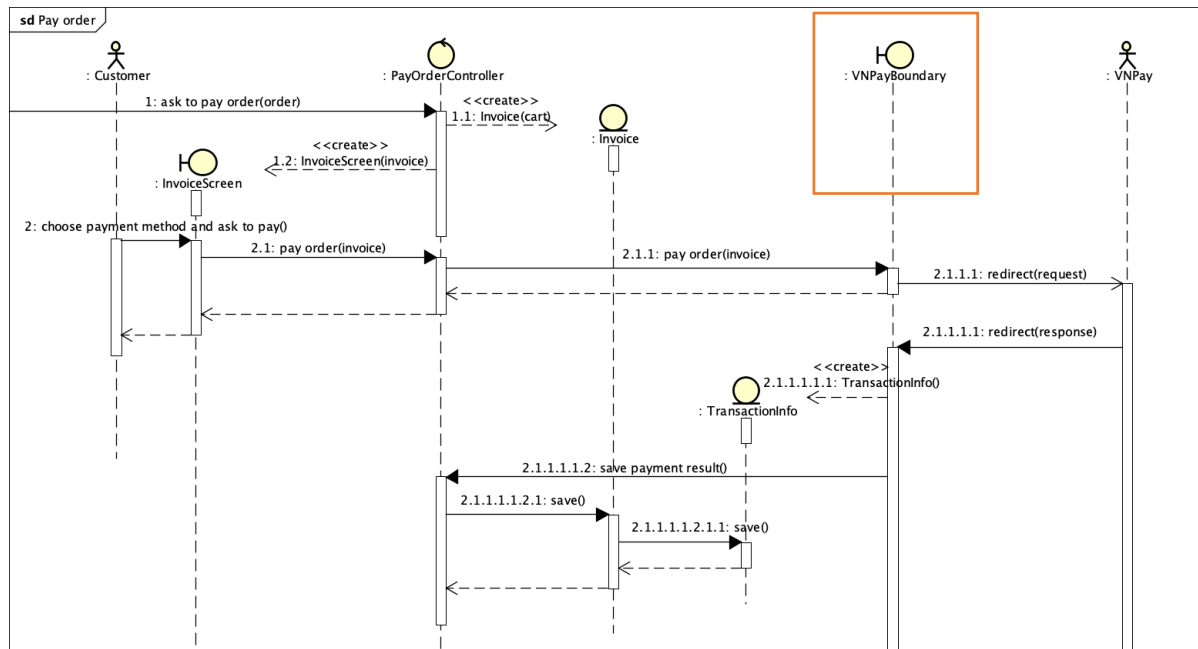 sd Pay order
: Customer
: PayOrderController
: VNPayBoundary
: VNPay
1: ask to pay order(order)
<<create>>
1.1: Invoice(cart)
: Invoice
<<create>>
1.2: InvoiceScreen(invoice)
: InvoiceScreen
2: choose payment method and ask to pay()
2.1: pay order(invoice)
2.1.1: pay order(invoice)
2.1.1.1: redirect(request)
2.1.1.1.1: redirect(response)
<<create>>
2.1.1.1.1.1: TransactionInfo()
: TransactionInfo
2.1.1.1.1.2: save payment result()
2.1.1.1.1.2.1: save()
2.1.1.1.1.2.1.1: save()